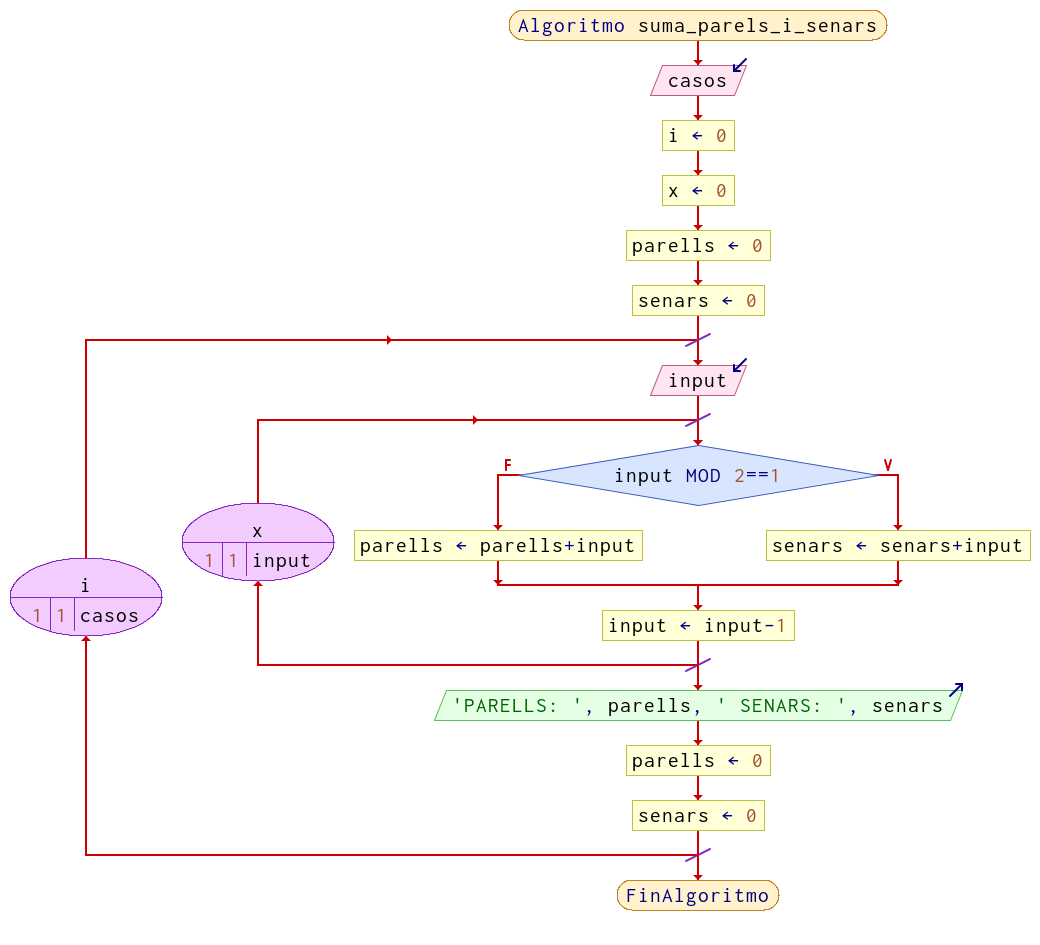 Algoritmo suma_parels_i_senars
casos
i ← 0
x ← 0
parells ← 0
senars ← 0
input
F
V
input MOD 2==1
x
1 1 input
parells ← parells+input
senars ← senars+input
i
1 1 casos
input ← input-1
'PARELLS: ', parells, ' SENARS: ', senars
parells ← 0
senars ← 0
FinAlgoritmo